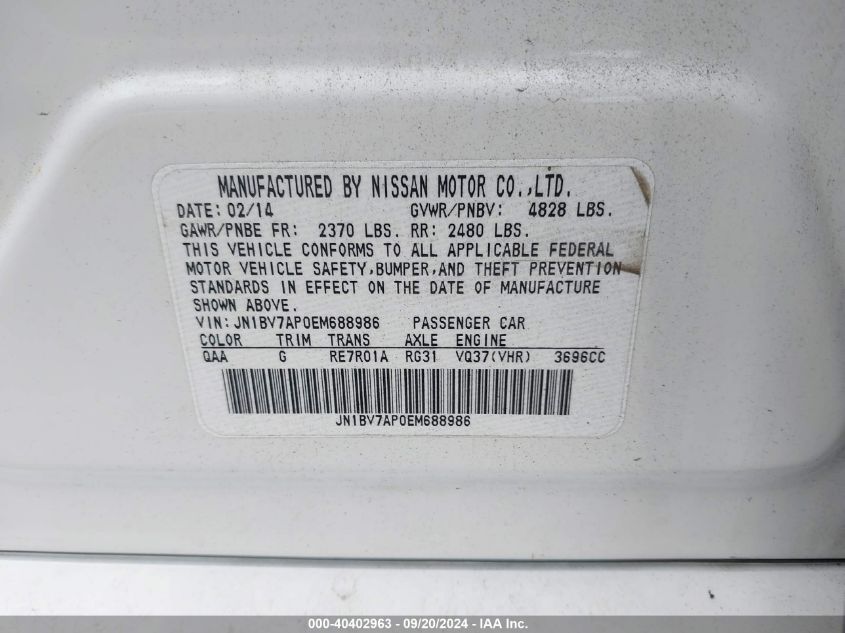 MANUFACTURED BY NISSAN MOTOR CO.,LTD.
DATE: 02/14 GVWR/PNBV: 4828 LBS.
GAWR/PNBE FR: 2370 LBS. RR: 2480 LBS.
THIS VEHICLE CONFORMS TO ALL APPLICABLE FEDERAL
MOTOR VEHICLE SAFETY,BUMPER,AND THEFT PREVENTION
STANDARDS IN EFFECT ON THE DATE OF MANUFACTURE
SHOWN ABOVE.
VIN: JN1BV7AP0EM688986 PASSENGER CAR
COLOR TRIM TRANS AXLE ENGINE
QAA G RE7R01A RG31 VQ37(VHR) 3696CC
JN1BV7AP0EM688986
000-40402963 - 09/20/2024 - IAA Inc.